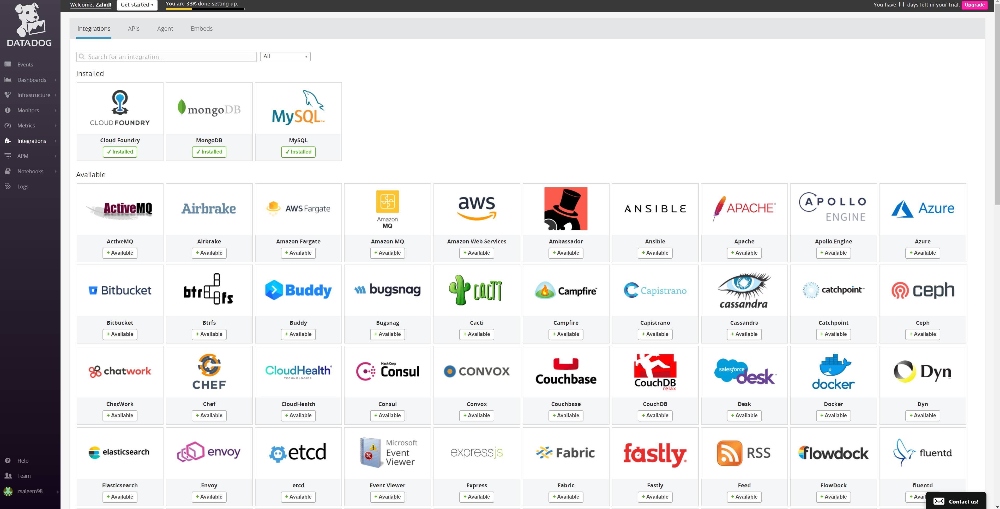 Welcome, Zahid!
Get started ▾
You are 33% done setting up.
You have 11 days left in your trial.
Upgrade
DATADOG
Events
Dashboards
Infrastructure
Monitors
Metrics
Integrations
APM
Notebooks
Logs
Help
Team
zsaleem98
Integrations APIs Agent Embeds
Search for an integration...
All
Installed
CLOUD FOUNDRY mongoDB MySQL™
Cloud Foundry MongoDB MySQL
✓ Installed ✓ Installed ✓ Installed
Available
ActiveMQ Airbrake AWS Fargate Amazon MQ aws ANSIBLE APACHE® APOLLO ENGINE Azure
ActiveMQ Airbrake Amazon Fargate Amazon MQ Amazon Web Services Ambassador Ansible Apache Apollo Engine Azure
+ Available + Available + Available + Available + Available + Available + Available + Available + Available + Available
Bitbucket btrfs Buddy bugsnag cacti Campfire™ Capistrano cassandra catchpoint™ ceph
Bitbucket Btrfs Buddy Bugsnag Cacti Campfire Capistrano Cassandra Catchpoint Ceph
+ Available + Available + Available + Available + Available + Available + Available + Available + Available + Available
chatwork CHEF CloudHealth® TECHNOLOGIES HashiCorp Consul CONVOX Couchbase CouchDB relax salesforce desk™ docker Dyn
ChatWork Chef CloudHealth Consul Convox Couchbase CouchDB Desk Docker Dyn
+ Available + Available + Available + Available + Available + Available + Available + Available + Available + Available
elasticsearch envoy etcd Microsoft Event Viewer expressjs Fabric fastly® RSS flowdock fluentd
Elasticsearch Envoy etcd Event Viewer Express Fabric Fastly Feed FlowDock fluentd
+ Available + Available + Available + Available + Available + Available + Available + Available + Available + Avai
Contact us!